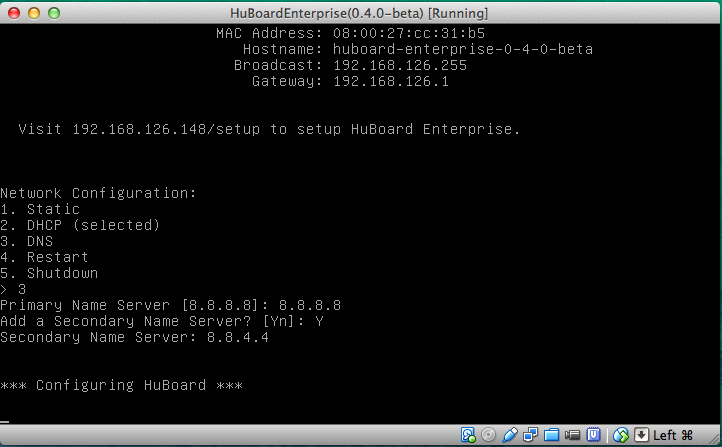 HuBoardEnterprise(0.4.0-beta) [Running]
MAC Address: 08:00:27:cc:31:b5
Hostname: huboard-enterprise-0-4-0-beta
Broadcast: 192.168.126.255
Gateway: 192.168.126.1
Visit 192.168.126.148/setup to setup HuBoard Enterprise.
Network Configuration:
1. Static
2. DHCP (selected)
3. DNS
4. Restart
5. Shutdown
> 3
Primary Name Server [8.8.8.8]: 8.8.8.8
Add a Secondary Name Server? [Yn]: Y
Secondary Name Server: 8.8.4.4
*** Configuring HuBoard ***
_
Left ⌘